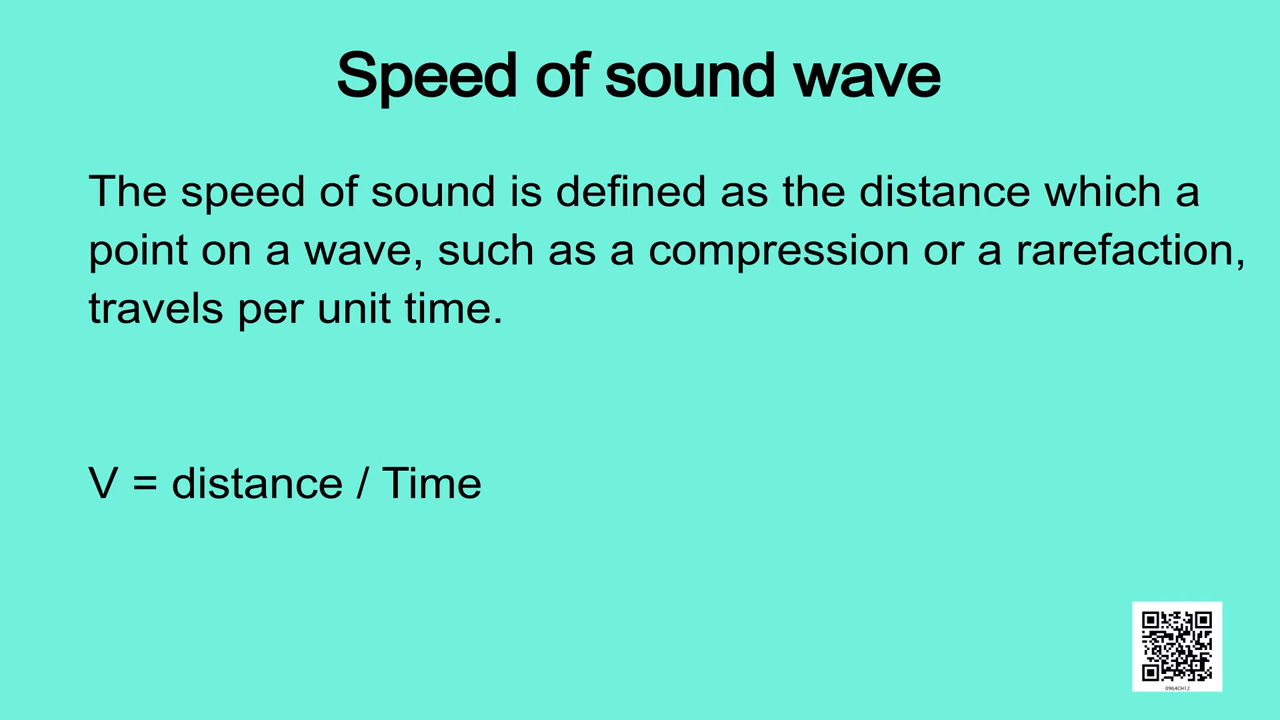 Speed of sound wave
The speed of sound is defined as the distance which a
point on a wave, such as a compression or a rarefaction,
travels per unit time.
V = distance / Time
0964CH12